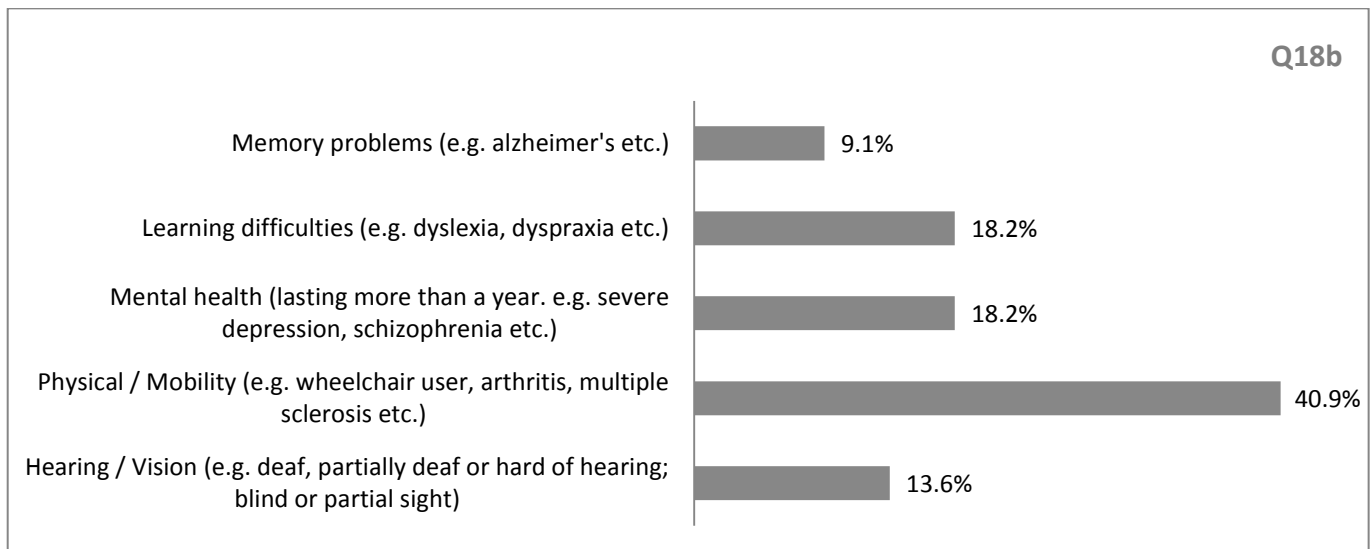 Q18b
Memory problems (e.g. alzheimer's etc.)
9.1%
Learning difficulties (e.g. dyslexia, dyspraxia etc.)
18.2%
Mental health (lasting more than a year. e.g. severe
depression, schizophrenia etc.)
18.2%
Physical / Mobility (e.g. wheelchair user, arthritis, multiple
sclerosis etc.)
40.9%
Hearing / Vision (e.g. deaf, partially deaf or hard of hearing;
blind or partial sight)
13.6%